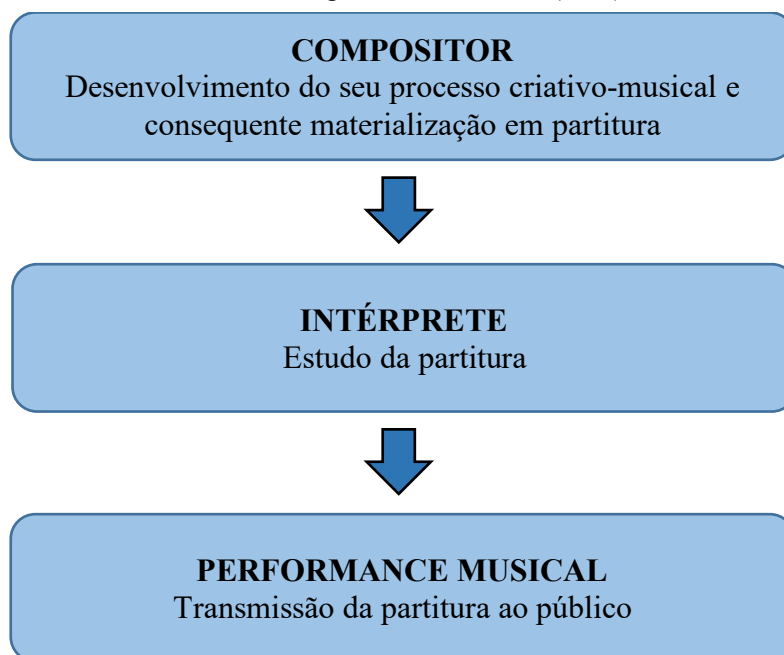 COMPOSITOR
Desenvolvimento do seu processo criativo-musical e
consequente materialização em partitura
INTÉRPRETE
Estudo da partitura
PERFORMANCE MUSICAL
Transmissão da partitura ao público